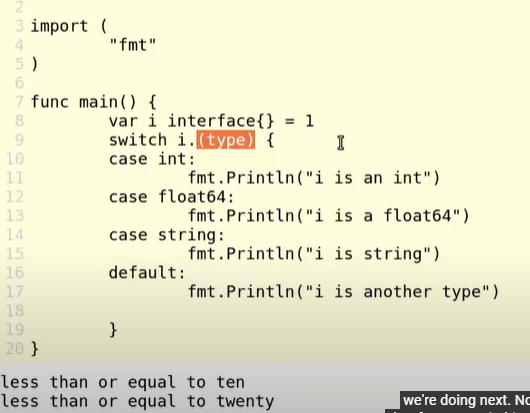 2
3 import (
4         "fmt"
5 )
6
7 func main() {
8         var i interface{} = 1
9         switch i.(type) {
10         case int:
11                 fmt.Println("i is an int")
12         case float64:
13                 fmt.Println("i is a float64")
14         case string:
15                 fmt.Println("i is string")
16         default:
17                 fmt.Println("i is another type")
18
19         }
20 }
less than or equal to ten
less than or equal to twenty
we're doing next. No